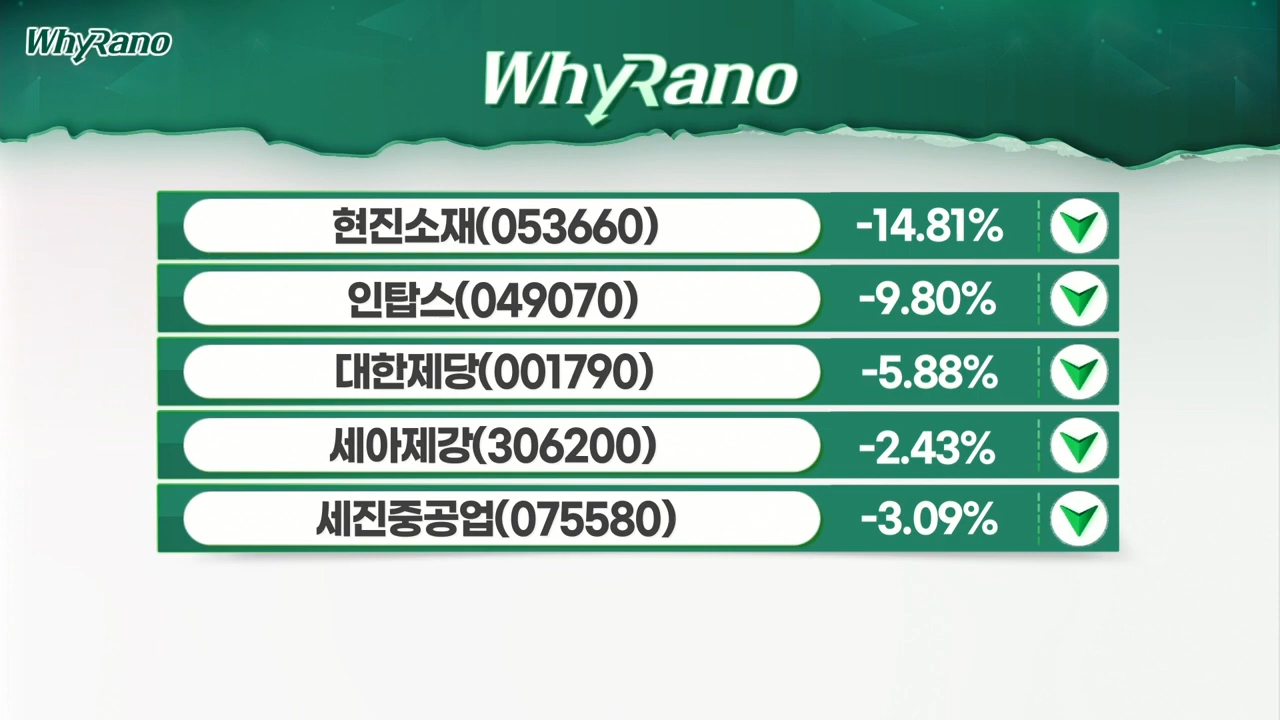 WhyRano
WhyRano
현진소재(053660) -14.81%
인탑스(049070) -9.80%
대한제당(001790) -5.88%
세아제강(306200) -2.43%
세진중공업(075580) -3.09%